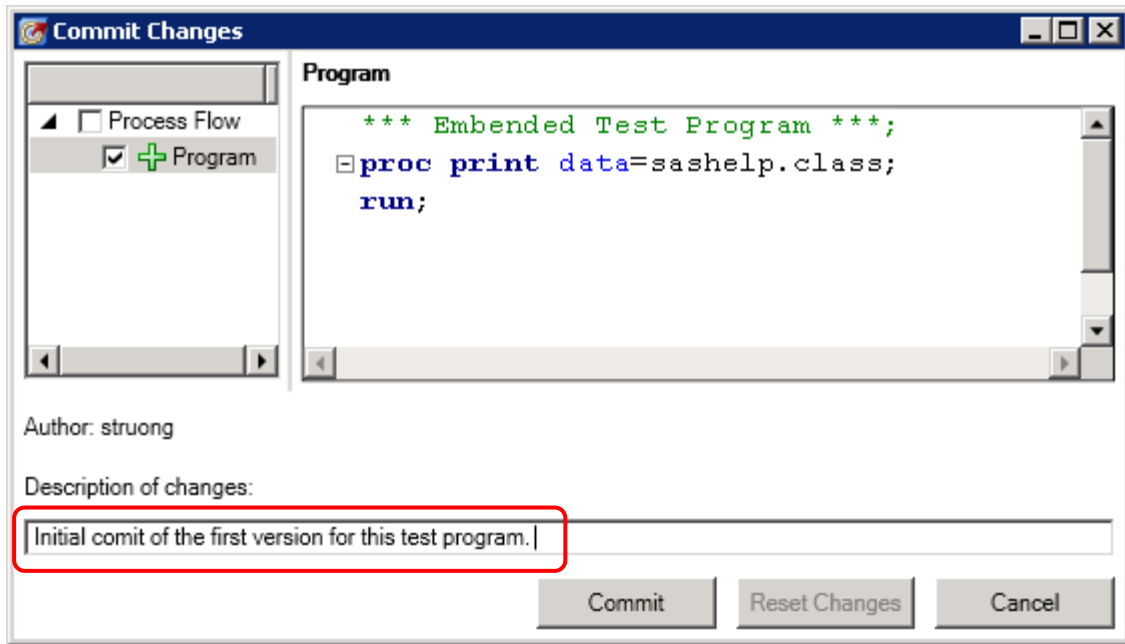 Commit Changes
Process Flow
Program
Program
*** Embended Test Program ***;
proc print data=sashelp.class;
run;
Author: struong
Description of changes:
Initial comit of the first version for this test program.
Commit
Reset Changes
Cancel